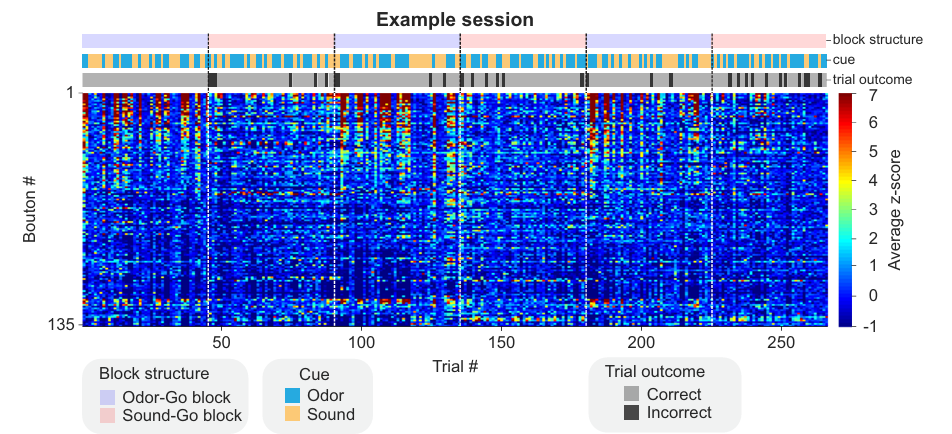 Example session
block structure
cue
trial outcome
1
135
Bouton #
50
100
150
200
250
Trial #
7
6
5
4
3
2
1
0
-1
Average z-score
Block structure
Odor-Go block
Sound-Go block
Cue
Odor
Sound
Trial outcome
Correct
Incorrect